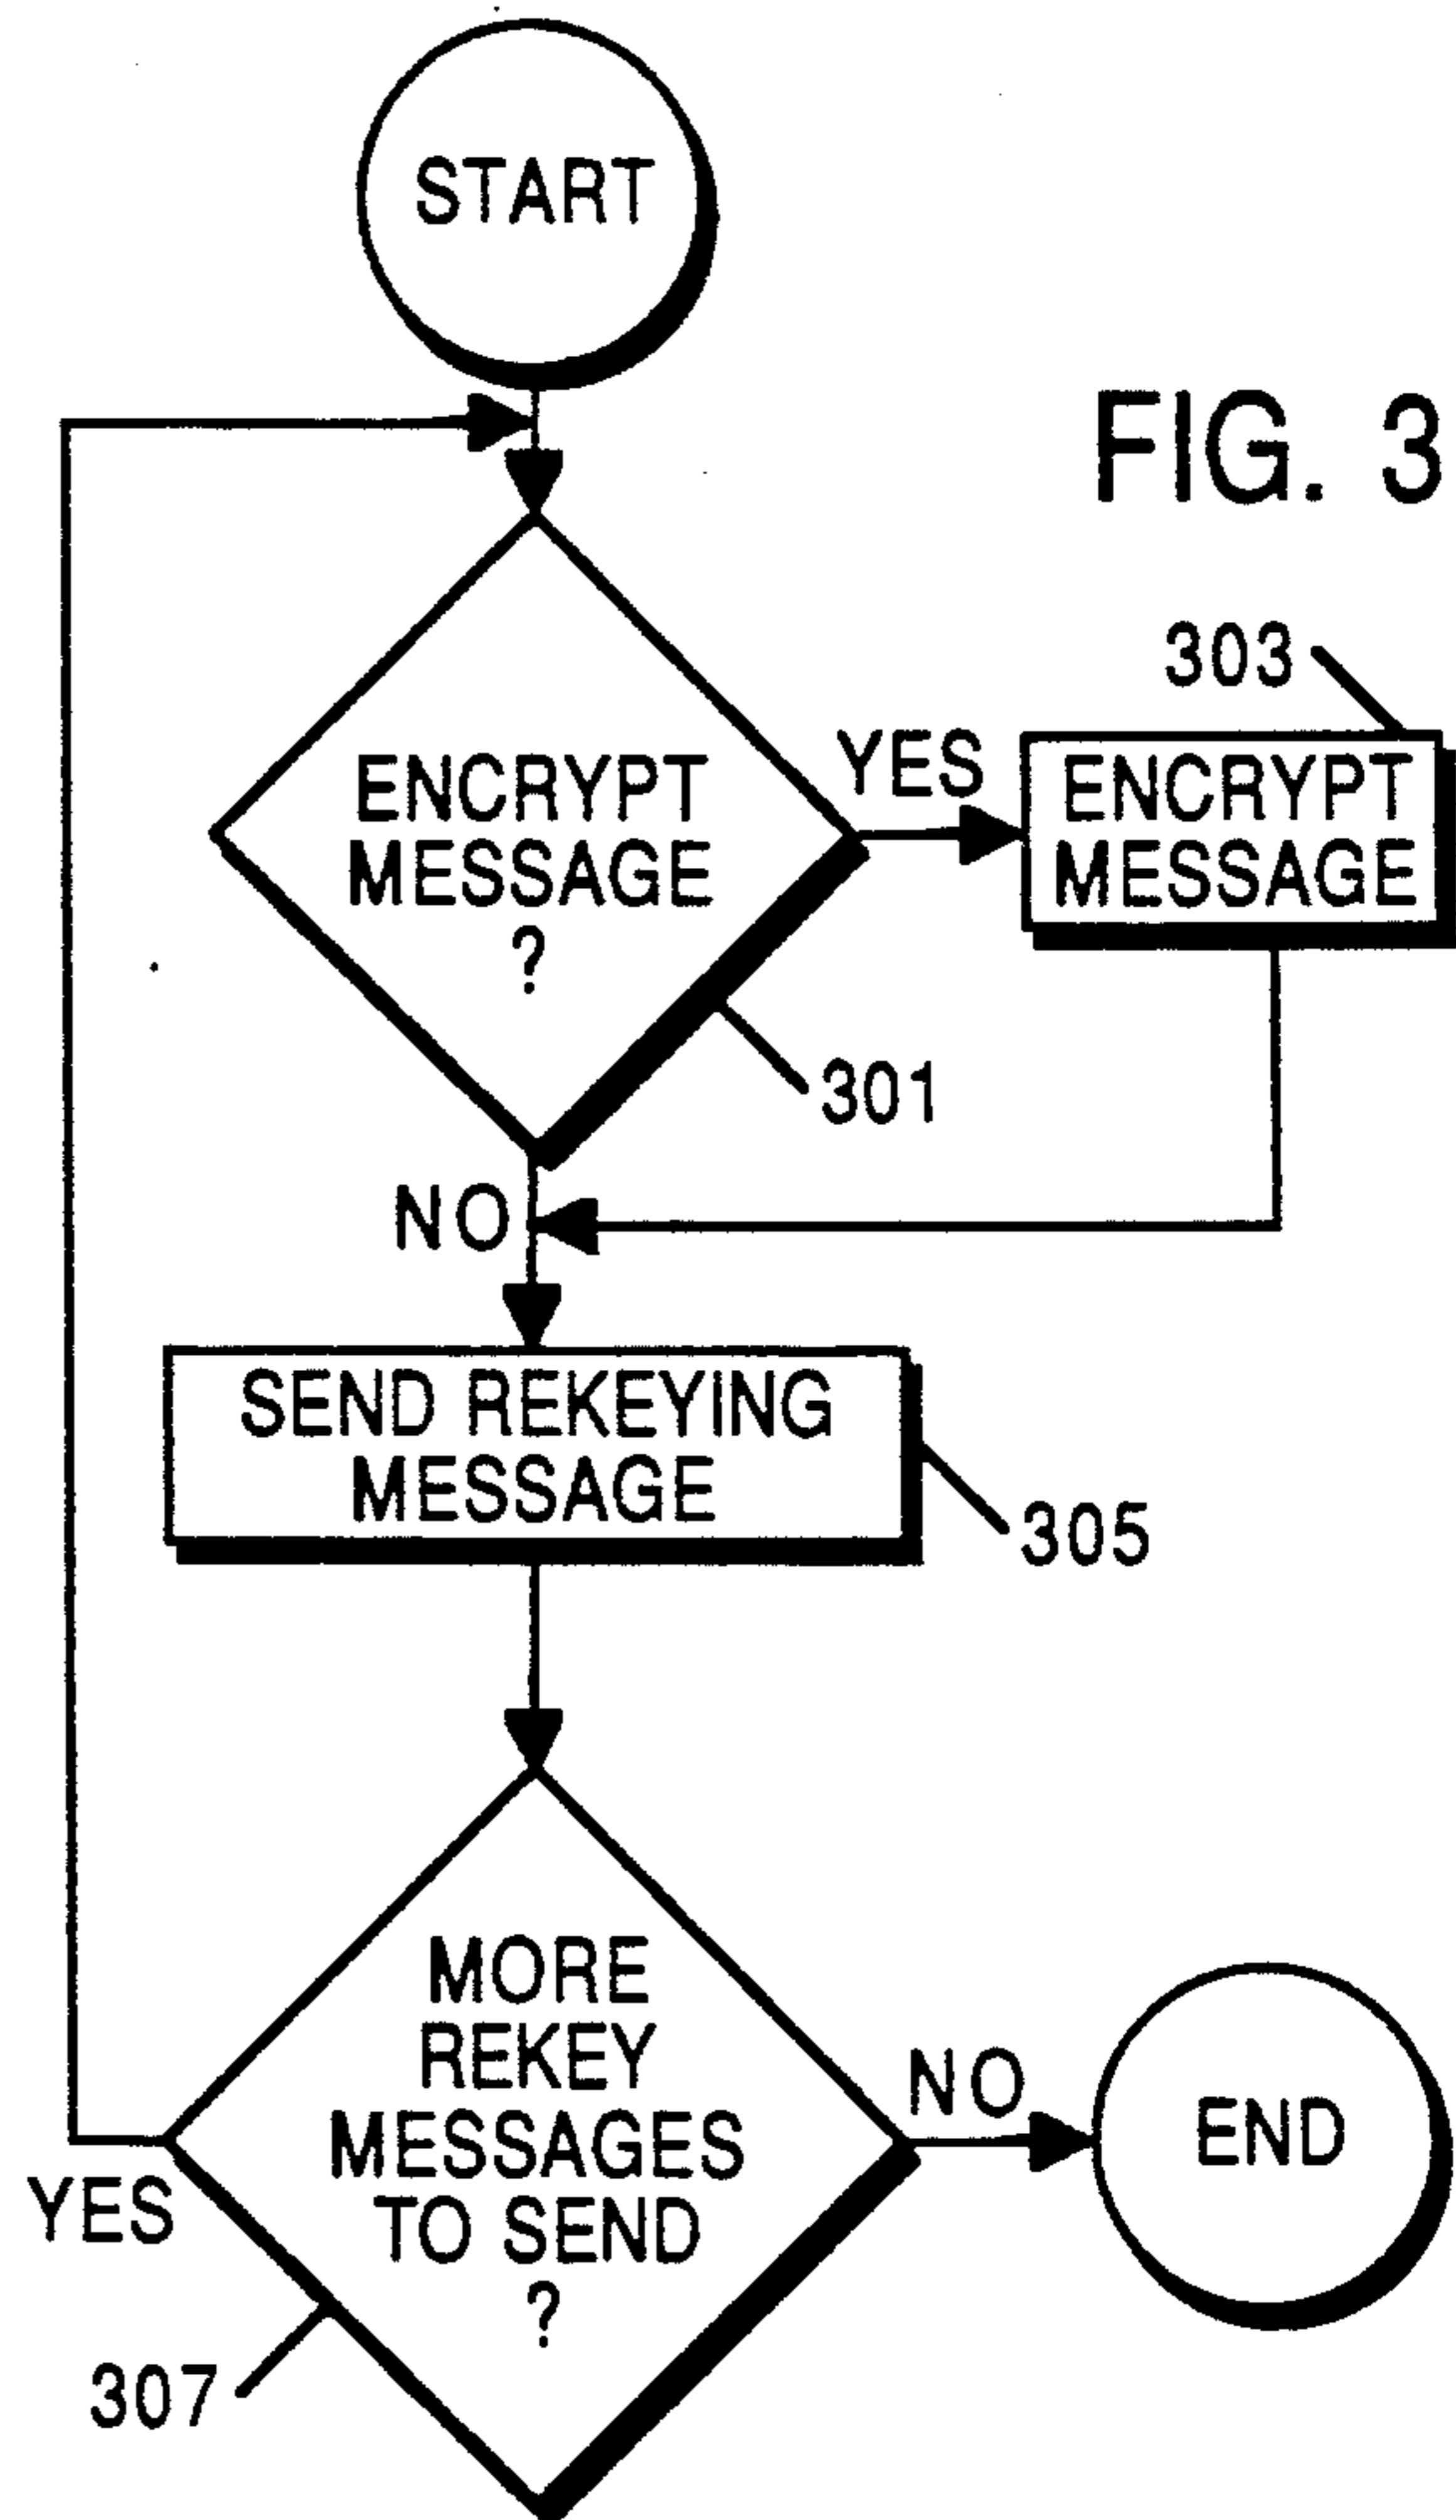 START
FIG. 3
303
ENCRYPT
MESSAGE
?
YES
ENCRYPT
MESSAGE
301
NO
SEND REKEYING
MESSAGE
305
MORE
REKEY
MESSAGES
TO SEND
?
NO
END
YES
307